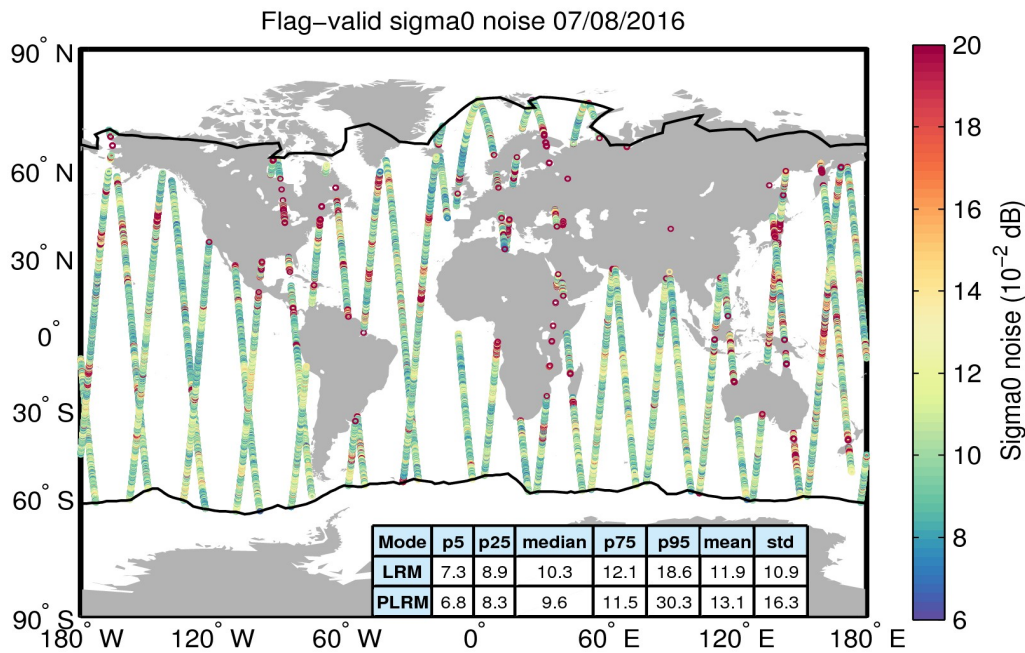 Flag−valid sigma0 noise 07/08/2016
90° N
60° N
30° N
0°
30° S
60° S
90° S
180° W 120° W 60° W 0° 60° E 120° E 180° E
Mode p5 p25 median p75 p95 mean std
LRM 7.3 8.9 10.3 12.1 18.6 11.9 10.9
PLRM 6.8 8.3 9.6 11.5 30.3 13.1 16.3
20
18
16
14
12
10
8
6
Sigma0 noise (10⁻² dB)